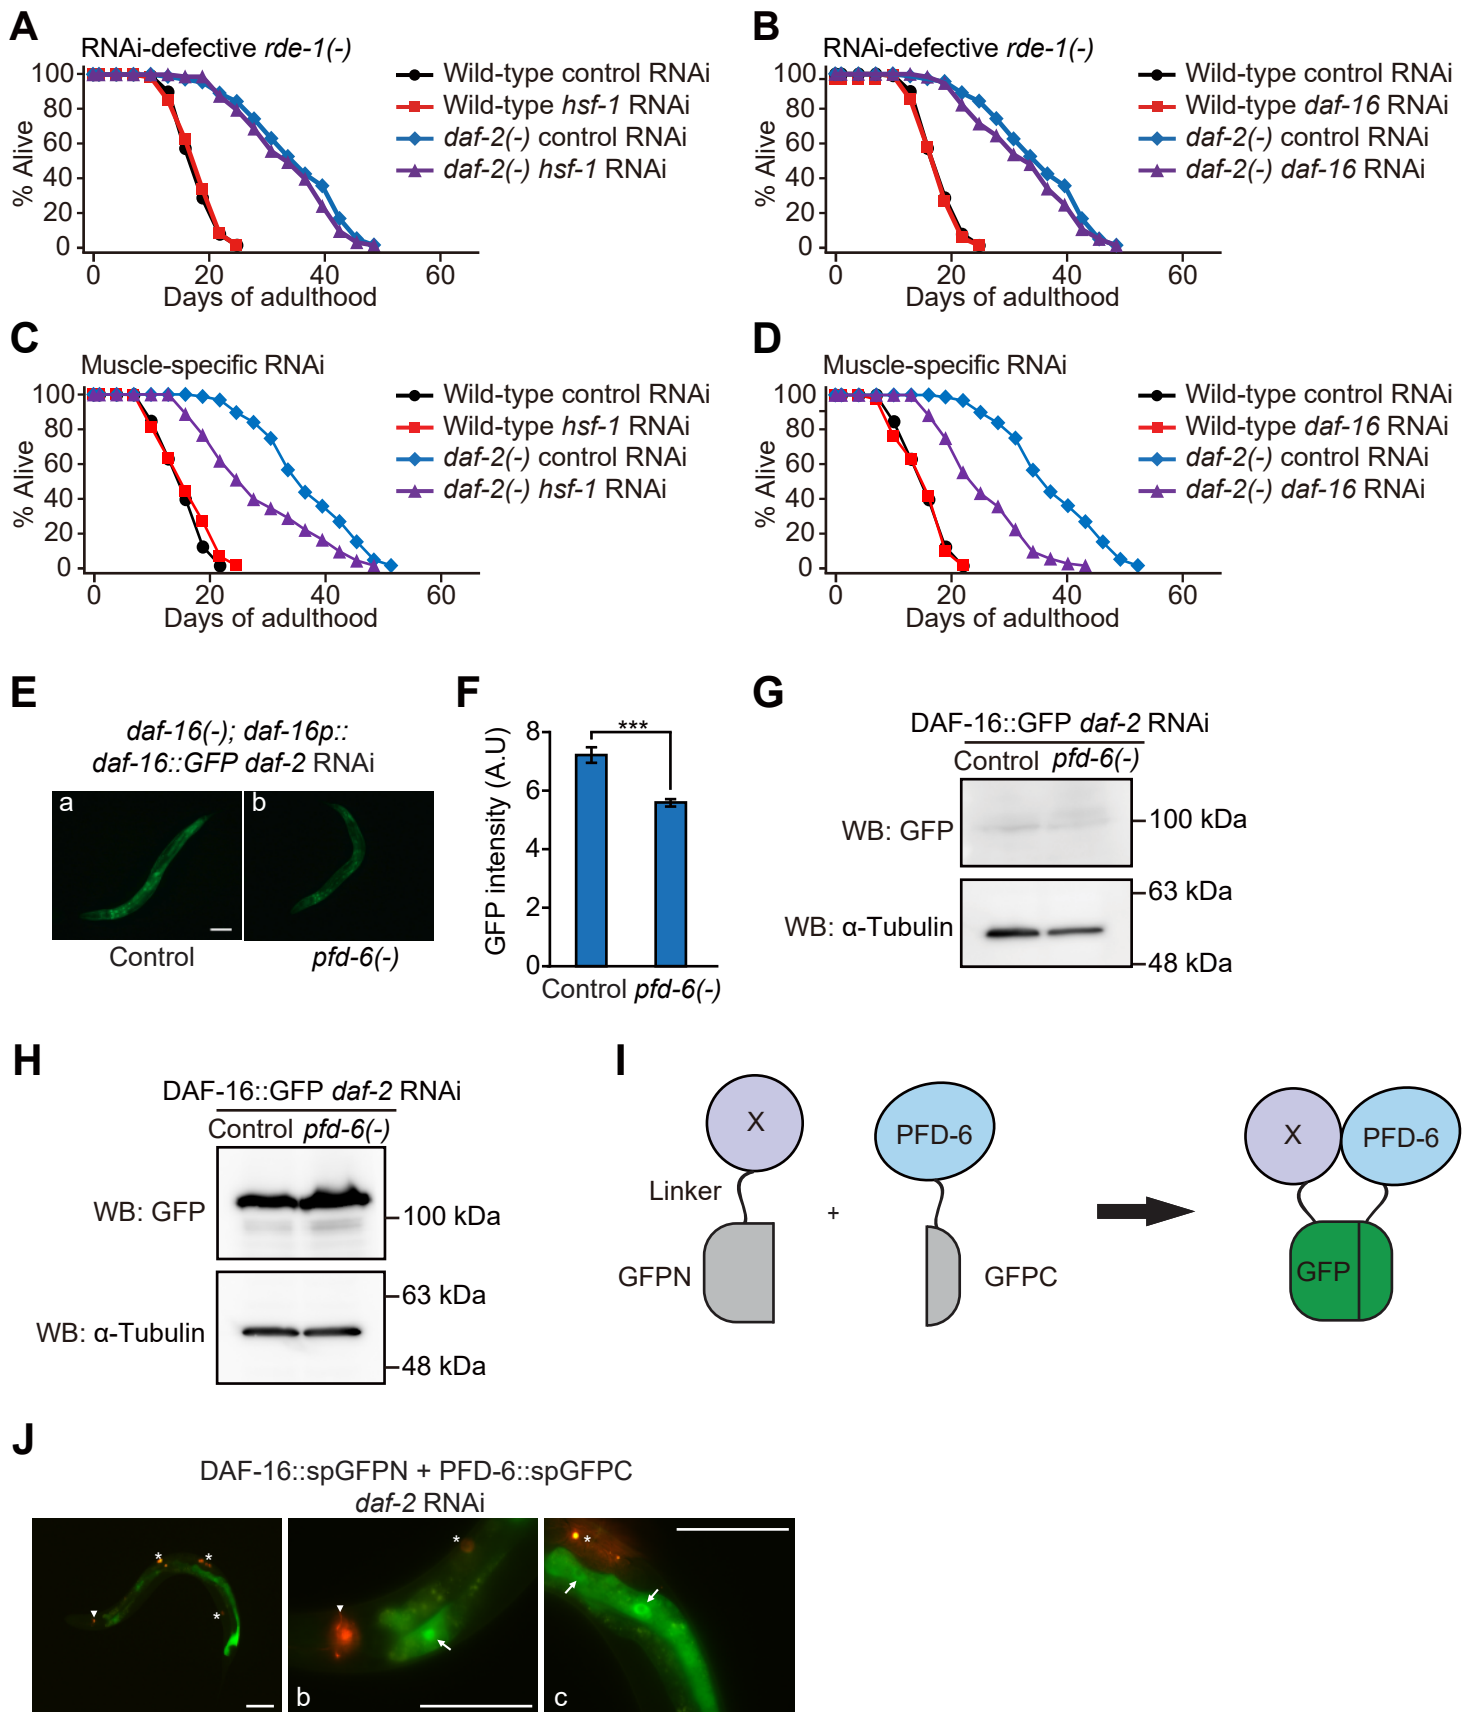 A
RNAi-defective rde-1(-)
100
80
60
40
20
0
% Alive
0 20 40 60
Days of adulthood
Wild-type control RNAi
Wild-type hsf-1 RNAi
daf-2(-) control RNAi
daf-2(-) hsf-1 RNAi
B
RNAi-defective rde-1(-)
100
80
60
40
20
0
% Alive
0 20 40 60
Days of adulthood
Wild-type control RNAi
Wild-type daf-16 RNAi
daf-2(-) control RNAi
daf-2(-) daf-16 RNAi
C
Muscle-specific RNAi
100
80
60
40
20
0
% Alive
0 20 40 60
Days of adulthood
Wild-type control RNAi
Wild-type hsf-1 RNAi
daf-2(-) control RNAi
daf-2(-) hsf-1 RNAi
D
Muscle-specific RNAi
100
80
60
40
20
0
% Alive
0 20 40 60
Days of adulthood
Wild-type control RNAi
Wild-type daf-16 RNAi
daf-2(-) control RNAi
daf-2(-) daf-16 RNAi
E
daf-16(-); daf-16p::
daf-16::GFP daf-2 RNAi
a b
Control pfd-6(-)
F
GFP intensity (A.U)
8
6
4
2
0
***
Control pfd-6(-)
G
DAF-16::GFP daf-2 RNAi
Control pfd-6(-)
WB: GFP
100 kDa
63 kDa
WB: α-Tubulin
48 kDa
H
DAF-16::GFP daf-2 RNAi
Control pfd-6(-)
WB: GFP
100 kDa
63 kDa
WB: α-Tubulin
48 kDa
I
X PFD-6 X PFD-6
Linker
+
GFPN GFPC GFP
J
DAF-16::spGFPN + PFD-6::spGFPC
daf-2 RNAi
* * *
* *
b c